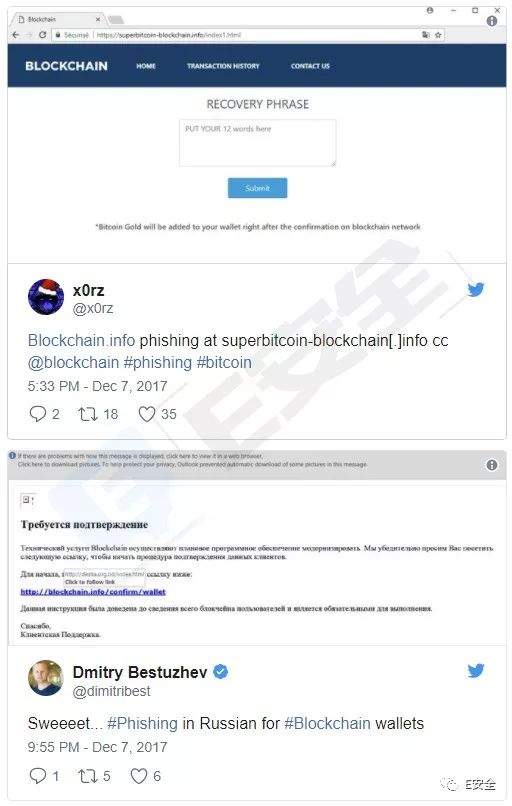 Blockchain
Sécurisé https://superbitcoin-blockchain.info/index1.html
BLOCKCHAIN HOME TRANSACTION HISTORY CONTACT US
RECOVERY PHRASE
PUT YOUR 12 words here
Submit
*Bitcoin Gold will be added to your wallet right after the confirmation on blockchain network
x0rz
@x0rz
Blockchain.info phishing at superbitcoin-blockchain[.]info cc
@blockchain #phishing #bitcoin
5:33 PM - Dec 7, 2017
2 18 35
If there are problems with how this message is displayed, click here to view it in a web browser.
Click here to download pictures. To help protect your privacy, Outlook prevented automatic download of some pictures in this message.
Требуется подтверждение
Технический услуги Blockchain осуществляют плановое программное обеспечение модернизировать. Мы убедительно просим Вас посетить
следующую ссылку, чтобы начать процедура подтверждения данных клиентов.
Для начала, ссылку ниже:
Click to follow link
http://blockchain.info/confirm/wallet
Данная инструкция была доведена до сведения всего блокчейна пользователей и является обязательными для выполнения.
Спасибо,
Клиентская Поддержка.
Dmitry Bestuzhev
@dimitribest
Sweeeet... #Phishing in Russian for #Blockchain wallets
9:55 PM - Dec 7, 2017
1 5 6
E安全
E安全